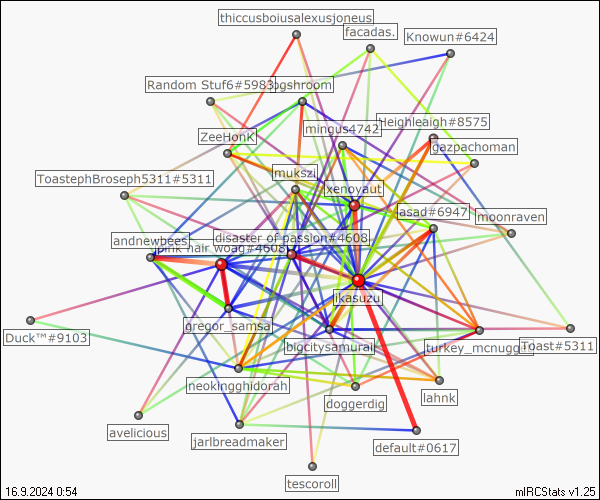 thiccusboiusalexusjoneus
facadas.
Knowun#6424
Random Stuf6#5983
gshroom
mingus4742
Heighleaigh#8575
ZeeHonK
gazpachoman
mukszi
ToastephBroseph5311#5311
xenoyaut
asad#6947
moonraven
andnewbees
disaster of passion#4608
pink hair woag#4608
ikasuzu
gregor_samsa
Duck™#9103
bigcitysamurai
turkey_mcnugge
Toast#5311
neokingghidorah
lahnk
doggerdig
avelicious
jarlbreadmaker
default#0617
tescoroll
16.9.2024 0:54
mIRCStats v1.25